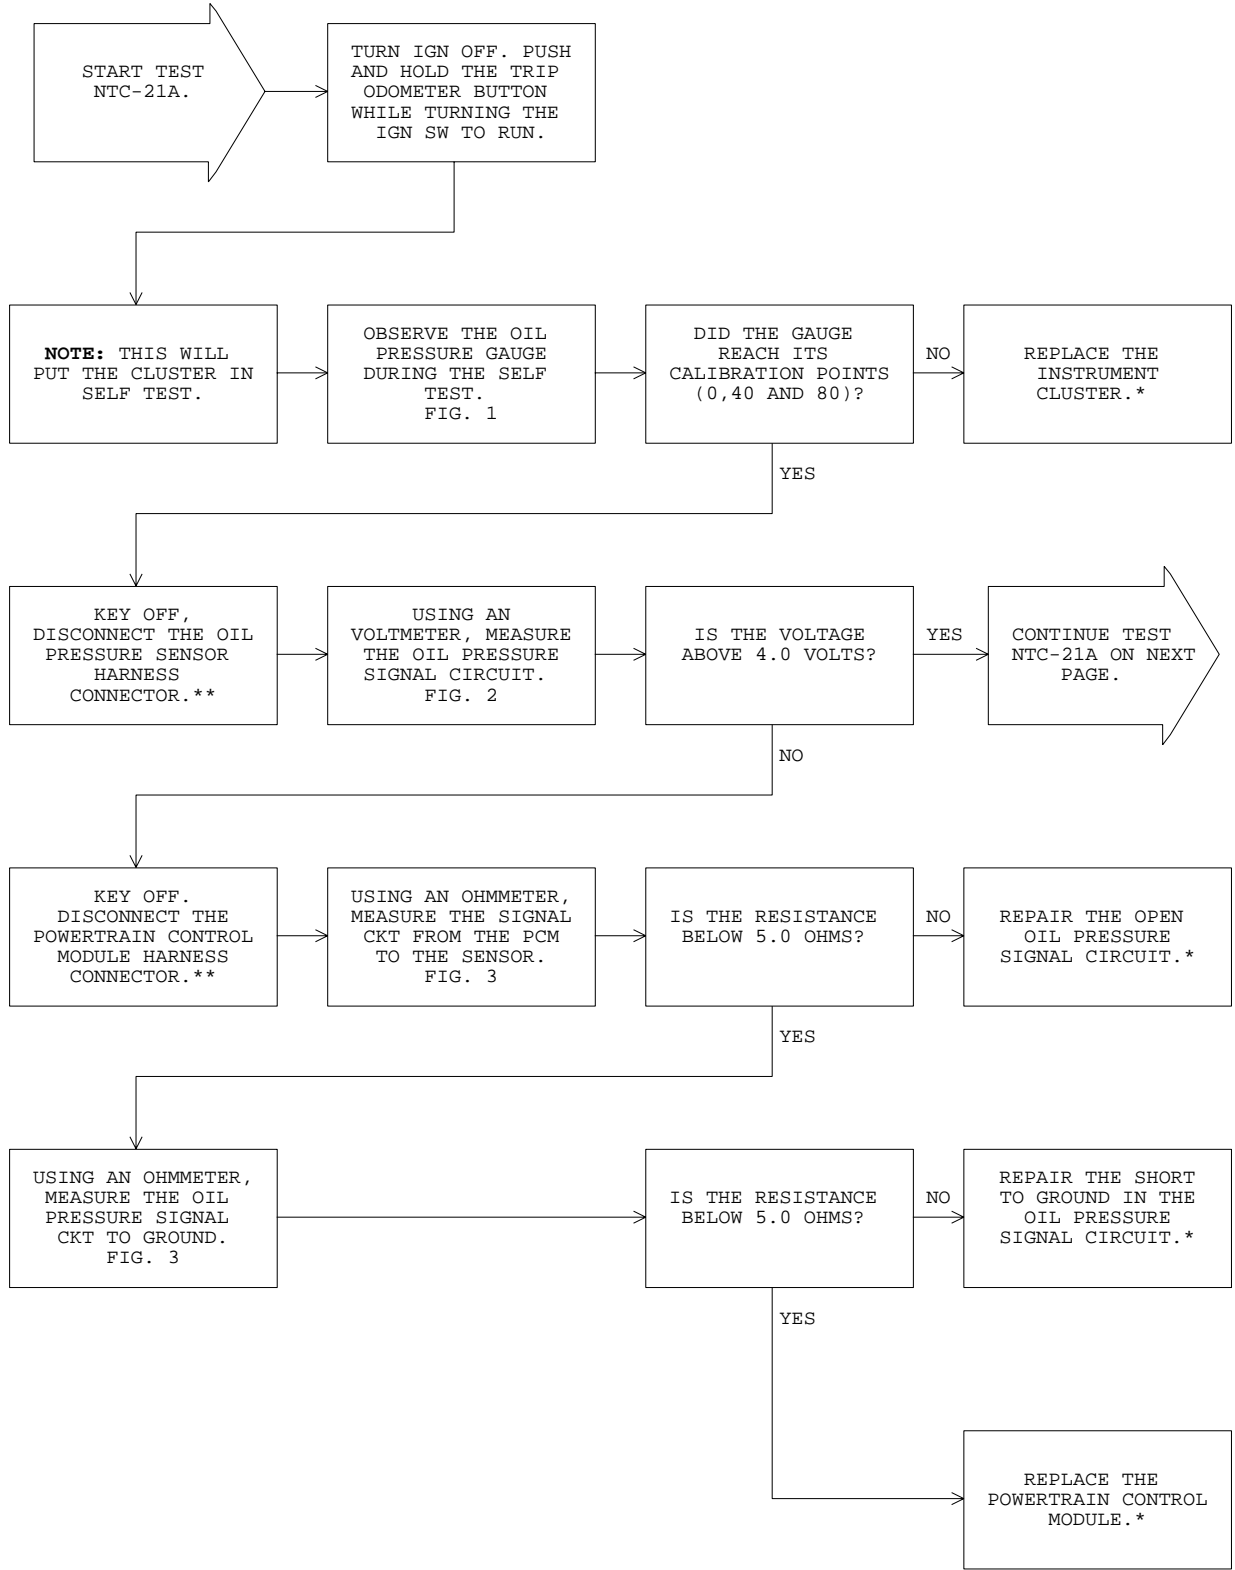 START TEST
NTC-21A.
TURN IGN OFF. PUSH
AND HOLD THE TRIP
ODOMETER BUTTON
WHILE TURNING THE
IGN SW TO RUN.
NOTE: THIS WILL
PUT THE CLUSTER IN
SELF TEST.
OBSERVE THE OIL
PRESSURE GAUGE
DURING THE SELF
TEST.
FIG. 1
DID THE GAUGE
REACH ITS
CALIBRATION POINTS
(0,40 AND 80)?
NO
REPLACE THE
INSTRUMENT
CLUSTER.*
YES
KEY OFF,
DISCONNECT THE OIL
PRESSURE SENSOR
HARNESS
CONNECTOR.**
USING AN
VOLTMETER, MEASURE
THE OIL PRESSURE
SIGNAL CIRCUIT.
FIG. 2
IS THE VOLTAGE
ABOVE 4.0 VOLTS?
YES
CONTINUE TEST
NTC-21A ON NEXT
PAGE.
NO
KEY OFF.
DISCONNECT THE
POWERTRAIN CONTROL
MODULE HARNESS
CONNECTOR.**
USING AN OHMMETER,
MEASURE THE SIGNAL
CKT FROM THE PCM
TO THE SENSOR.
FIG. 3
IS THE RESISTANCE
BELOW 5.0 OHMS?
NO
REPAIR THE OPEN
OIL PRESSURE
SIGNAL CIRCUIT.*
YES
USING AN OHMMETER,
MEASURE THE OIL
PRESSURE SIGNAL
CKT TO GROUND.
FIG. 3
IS THE RESISTANCE
BELOW 5.0 OHMS?
NO
REPAIR THE SHORT
TO GROUND IN THE
OIL PRESSURE
SIGNAL CIRCUIT.*
YES
REPLACE THE
POWERTRAIN CONTROL
MODULE.*